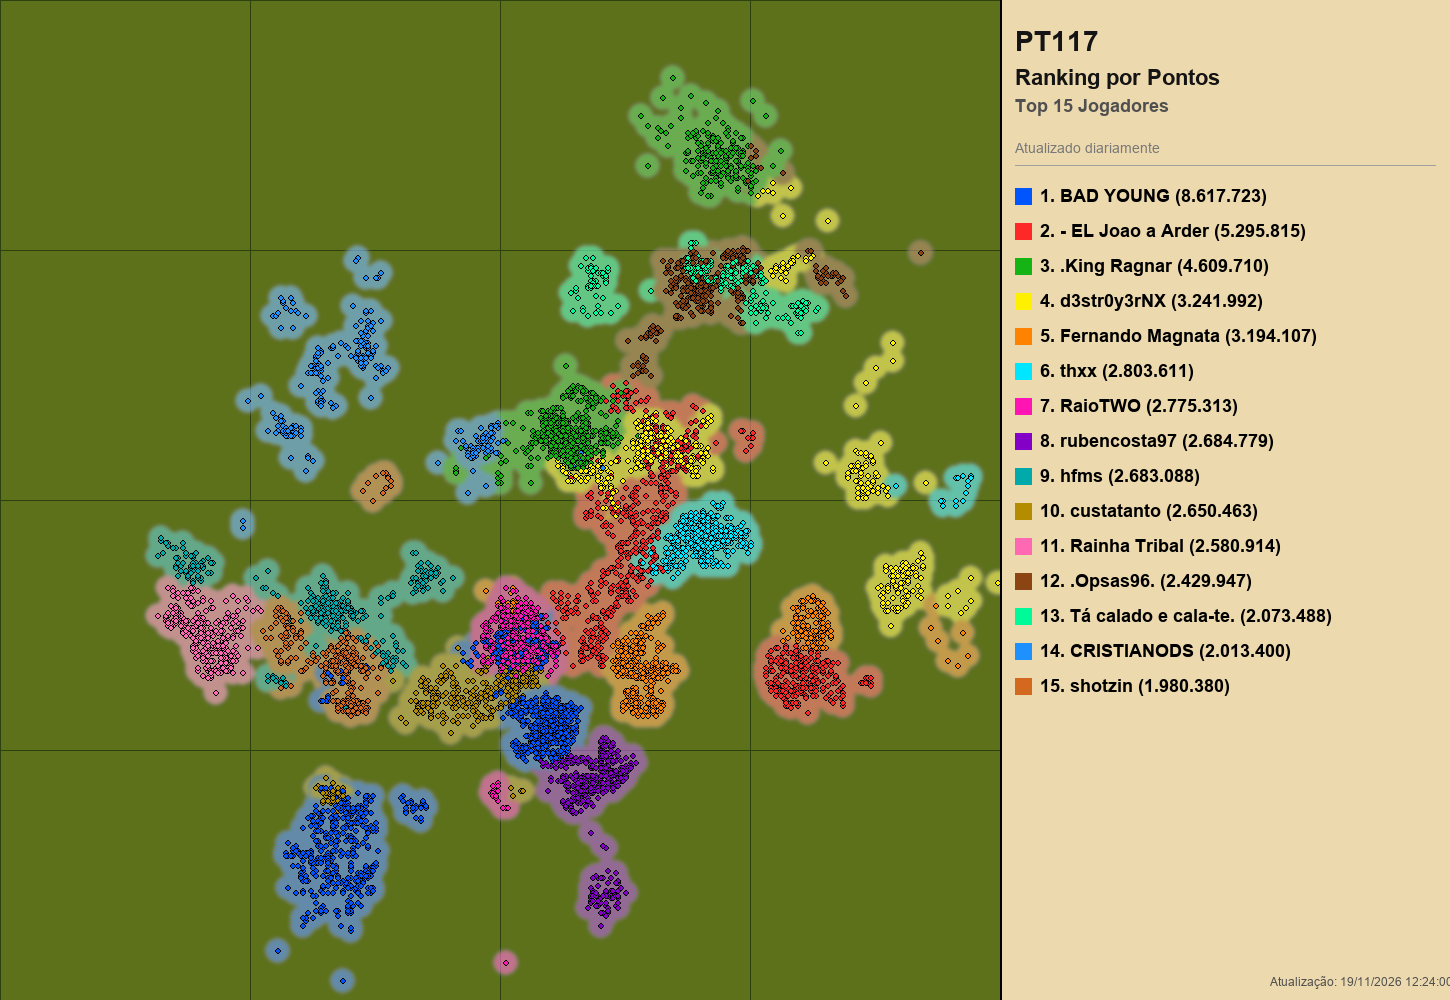 PT117
Ranking por Pontos
Top 15 Jogadores
Atualizado diariamente
1. BAD YOUNG (8.617.723)
2. - EL Joao a Arder (5.295.815)
3. .King Ragnar (4.609.710)
4. d3str0y3rNX (3.241.992)
5. Fernando Magnata (3.194.107)
6. thxx (2.803.611)
7. RaioTWO (2.775.313)
8. rubencosta97 (2.684.779)
9. hfms (2.683.088)
10. custatanto (2.650.463)
11. Rainha Tribal (2.580.914)
12. .Opsas96. (2.429.947)
13. Tá calado e cala-te. (2.073.488)
14. CRISTIANODS (2.013.400)
15. shotzin (1.980.380)
Atualização: 19/11/2026 12:24:00